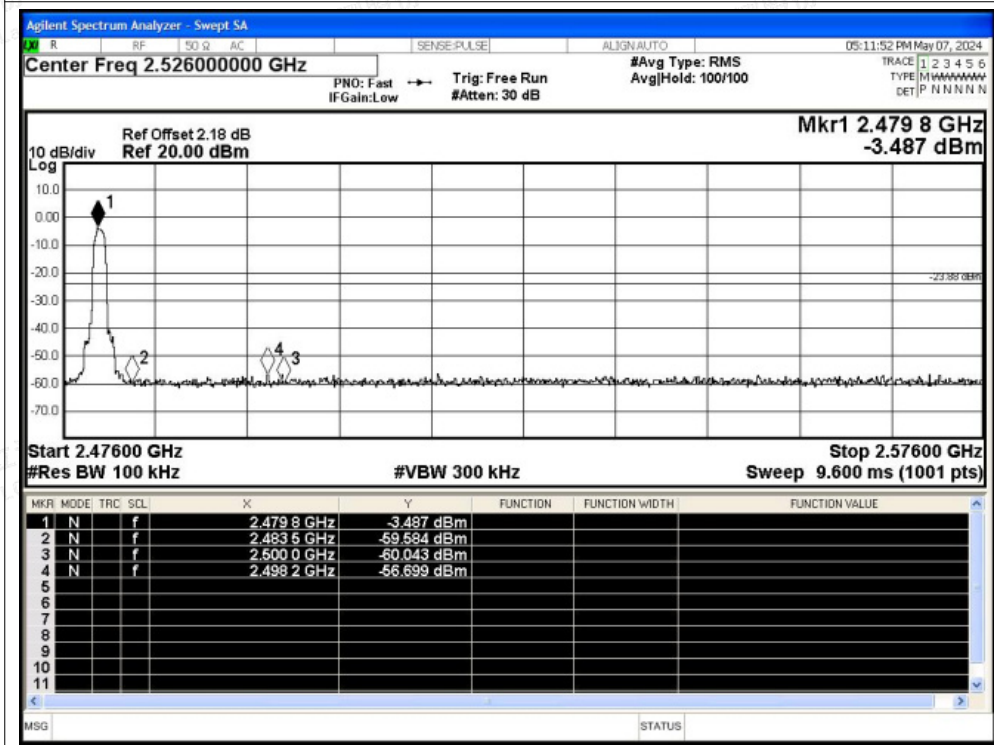 Agilent Spectrum Analyzer - Swept SA
LXI R RF 50 Ω AC SENSE:PULSE ALIGN AUTO 05:11:52 PM May 07, 2024
Center Freq 2.526000000 GHz
PNO: Fast
IFGain:Low
Trig: Free Run
#Atten: 30 dB
#Avg Type: RMS
Avg|Hold: 100/100
TRACE 1 2 3 4 5 6
TYPE M
DET P N N N N N
Ref Offset 2.18 dB
10 dB/div Ref 20.00 dBm
Log
Mkr1 2.479 8 GHz
-3.487 dBm
10.0
0.00
-10.0
-20.0
-30.0
-40.0
-50.0
-60.0
-70.0
1
2
4
3
-23.88 dBm
Start 2.47600 GHz Stop 2.57600 GHz
#Res BW 100 kHz #VBW 300 kHz Sweep 9.600 ms (1001 pts)
MKR MODE TRC SCL X Y FUNCTION FUNCTION WIDTH FUNCTION VALUE
1 N f 2.479 8 GHz -3.487 dBm
2 N f 2.483 5 GHz -59.584 dBm
3 N f 2.500 0 GHz -60.043 dBm
4 N f 2.498 2 GHz -56.699 dBm
5
6
7
8
9
10
11
MSG STATUS